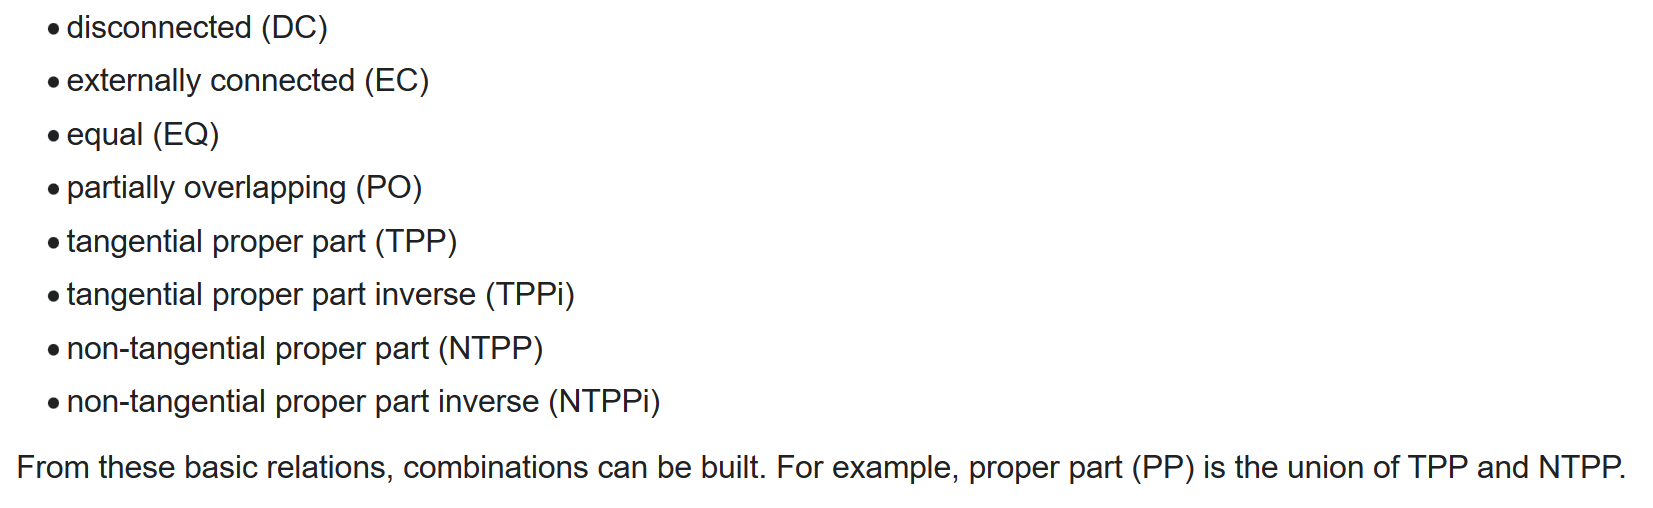 • disconnected (DC)
• externally connected (EC)
• equal (EQ)
• partially overlapping (PO)
• tangential proper part (TPP)
• tangential proper part inverse (TPPi)
• non-tangential proper part (NTPP)
• non-tangential proper part inverse (NTPPi)
From these basic relations, combinations can be built. For example, proper part (PP) is the union of TPP and NTPP.